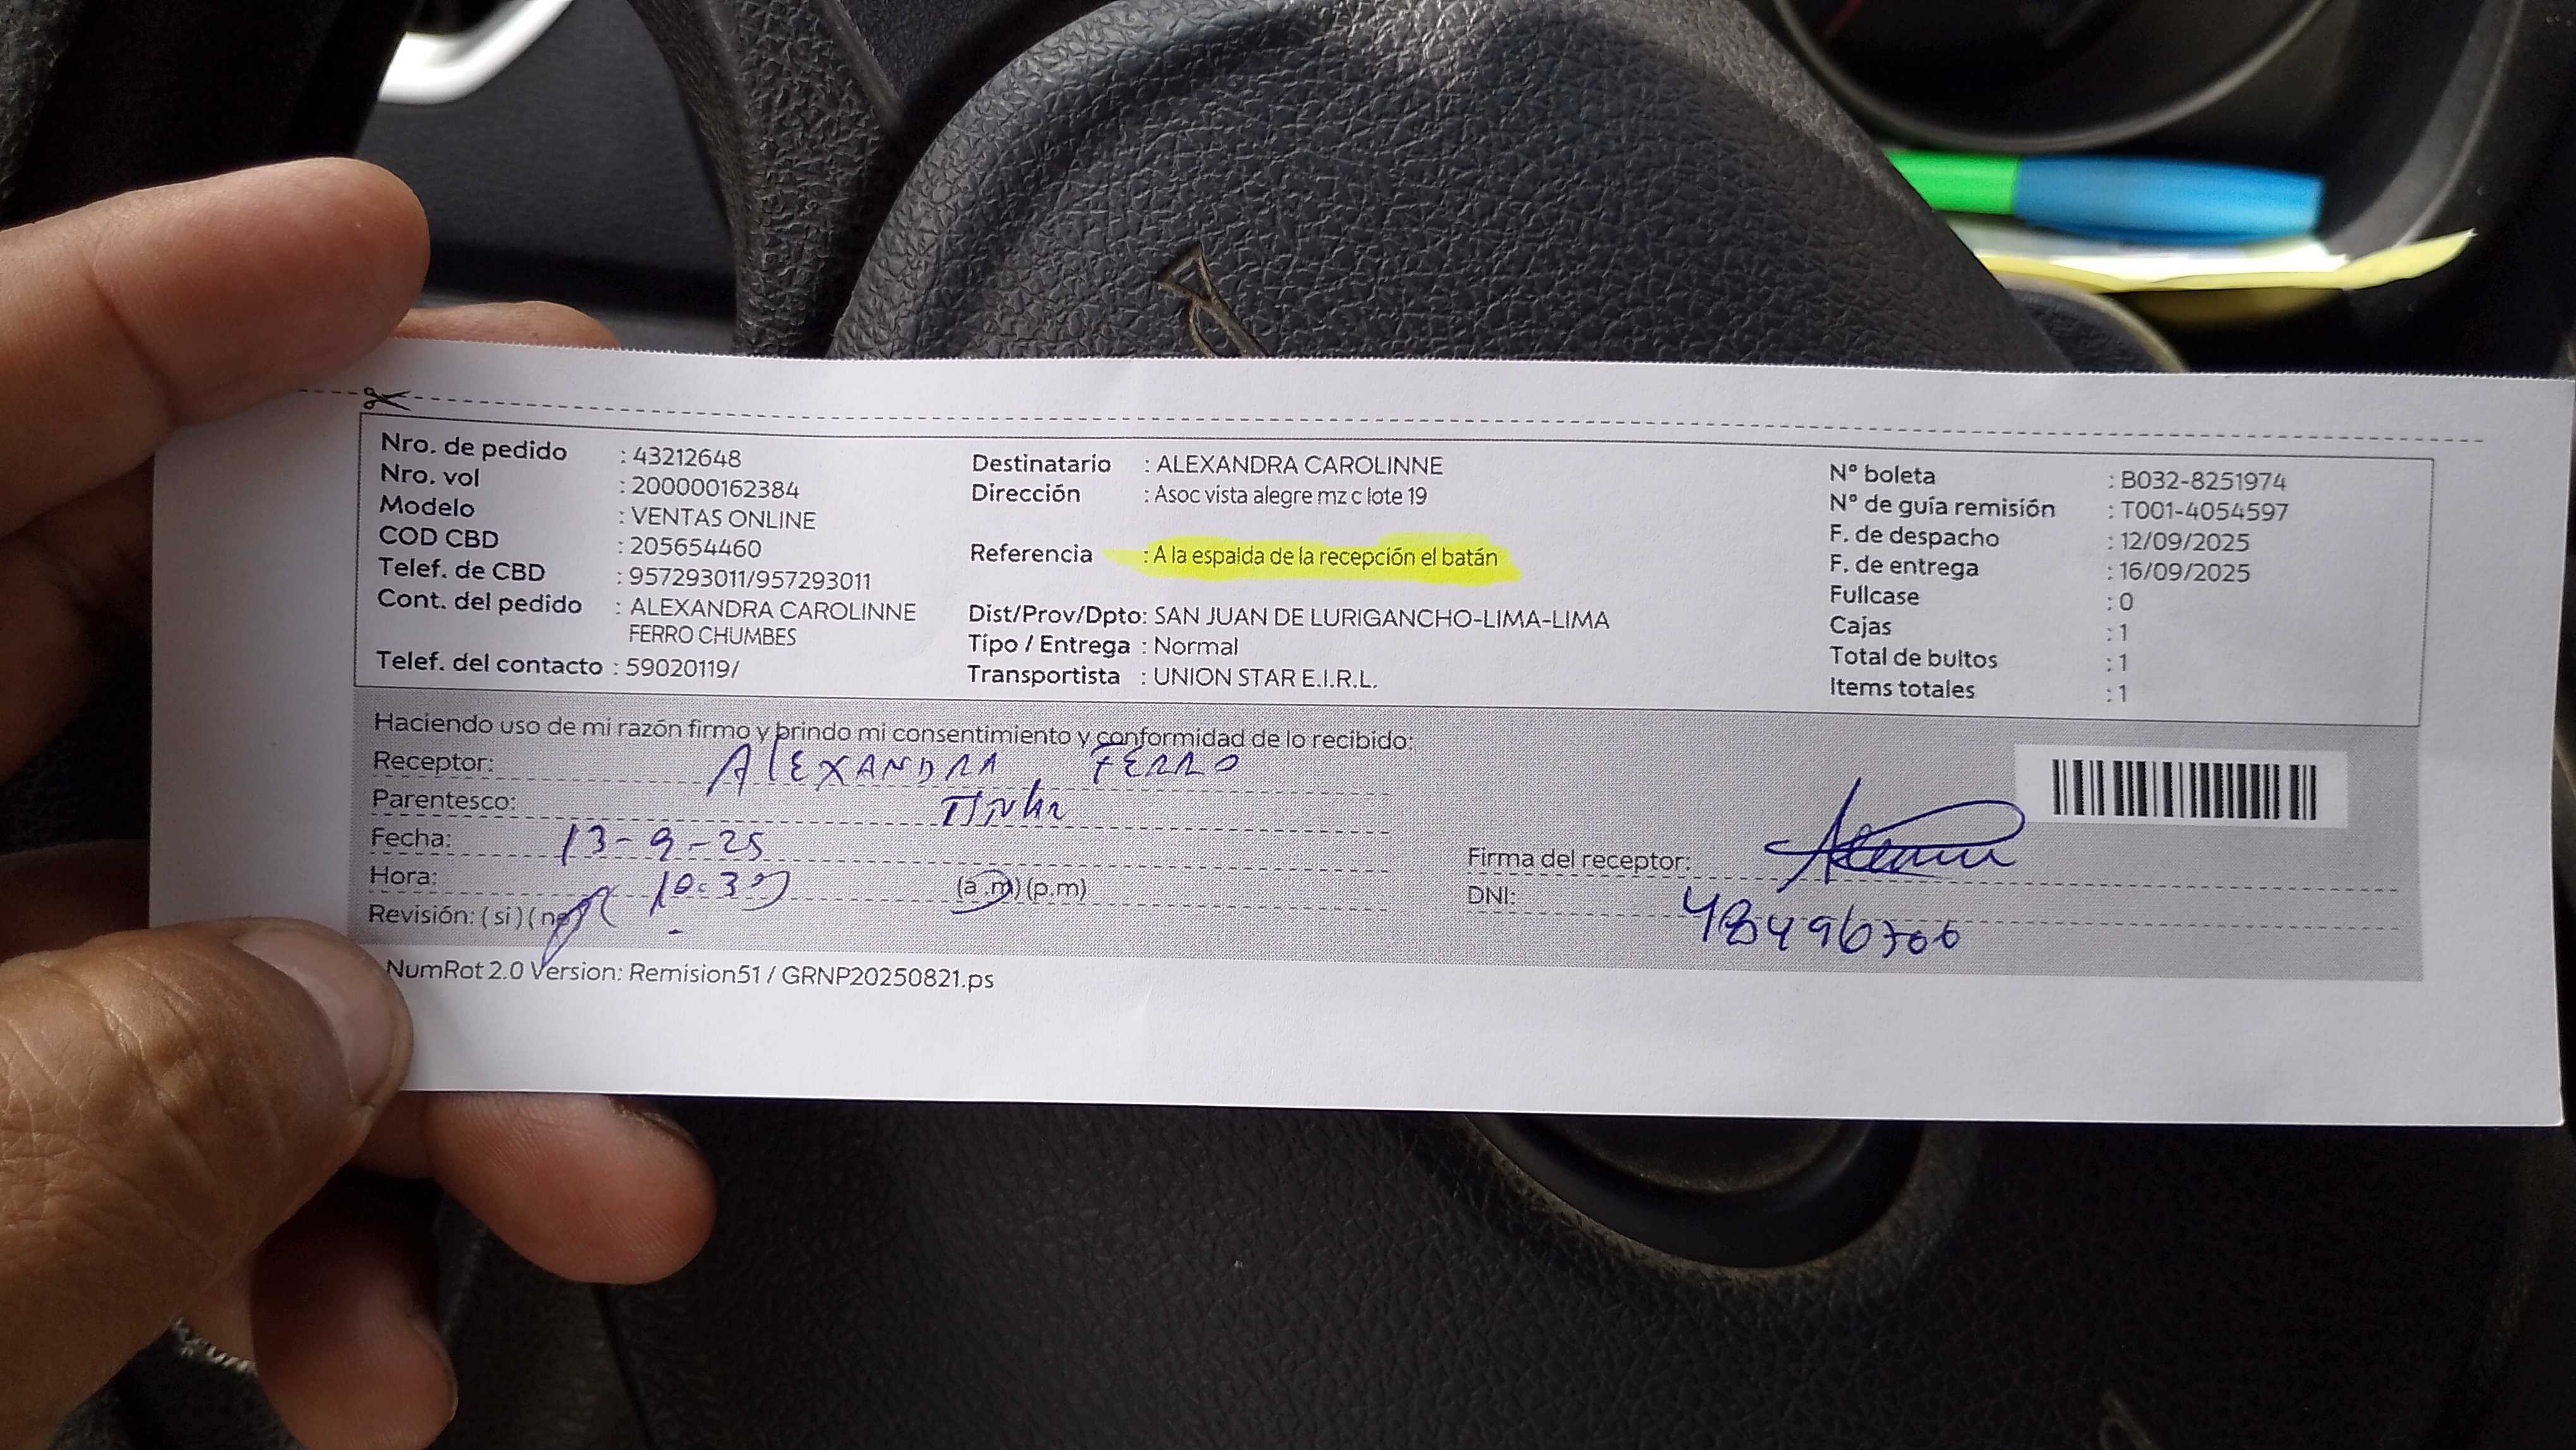 Nro. de pedido : 43212648
Nro. vol : 200000162384
Modelo : VENTAS ONLINE
COD CBD : 205654460
Telef. de CBD : 957293011/957293011
Cont. del pedido : ALEXANDRA CAROLINNE
FERRO CHUMBES
Telef. del contacto : 59020119/
Destinatario : ALEXANDRA CAROLINNE
Dirección : Asoc vista alegre mz c lote 19
Referencia : A la espalda de la recepción el batán
Dist/Prov/Dpto: SAN JUAN DE LURIGANCHO-LIMA-LIMA
Tipo / Entrega : Normal
Transportista : UNION STAR E.I.R.L.
N° boleta : B032-8251974
N° de guía remisión : T001-4054597
F. de despacho : 12/09/2025
F. de entrega : 16/09/2025
Fullcase : 0
Cajas : 1
Total de bultos : 1
Items totales : 1
Haciendo uso de mi razón firmo y brindo mi consentimiento y conformidad de lo recibido:
Receptor: AlEXANDRA FERRO
Parentesco:
Fecha: 13-9-25
Hora: 10:30 (a.m) (p.m)
Revisión: ( si ) ( no
Firma del receptor:
DNI:
NumRot 2.0 Version: Remision51 / GRNP20250821.ps